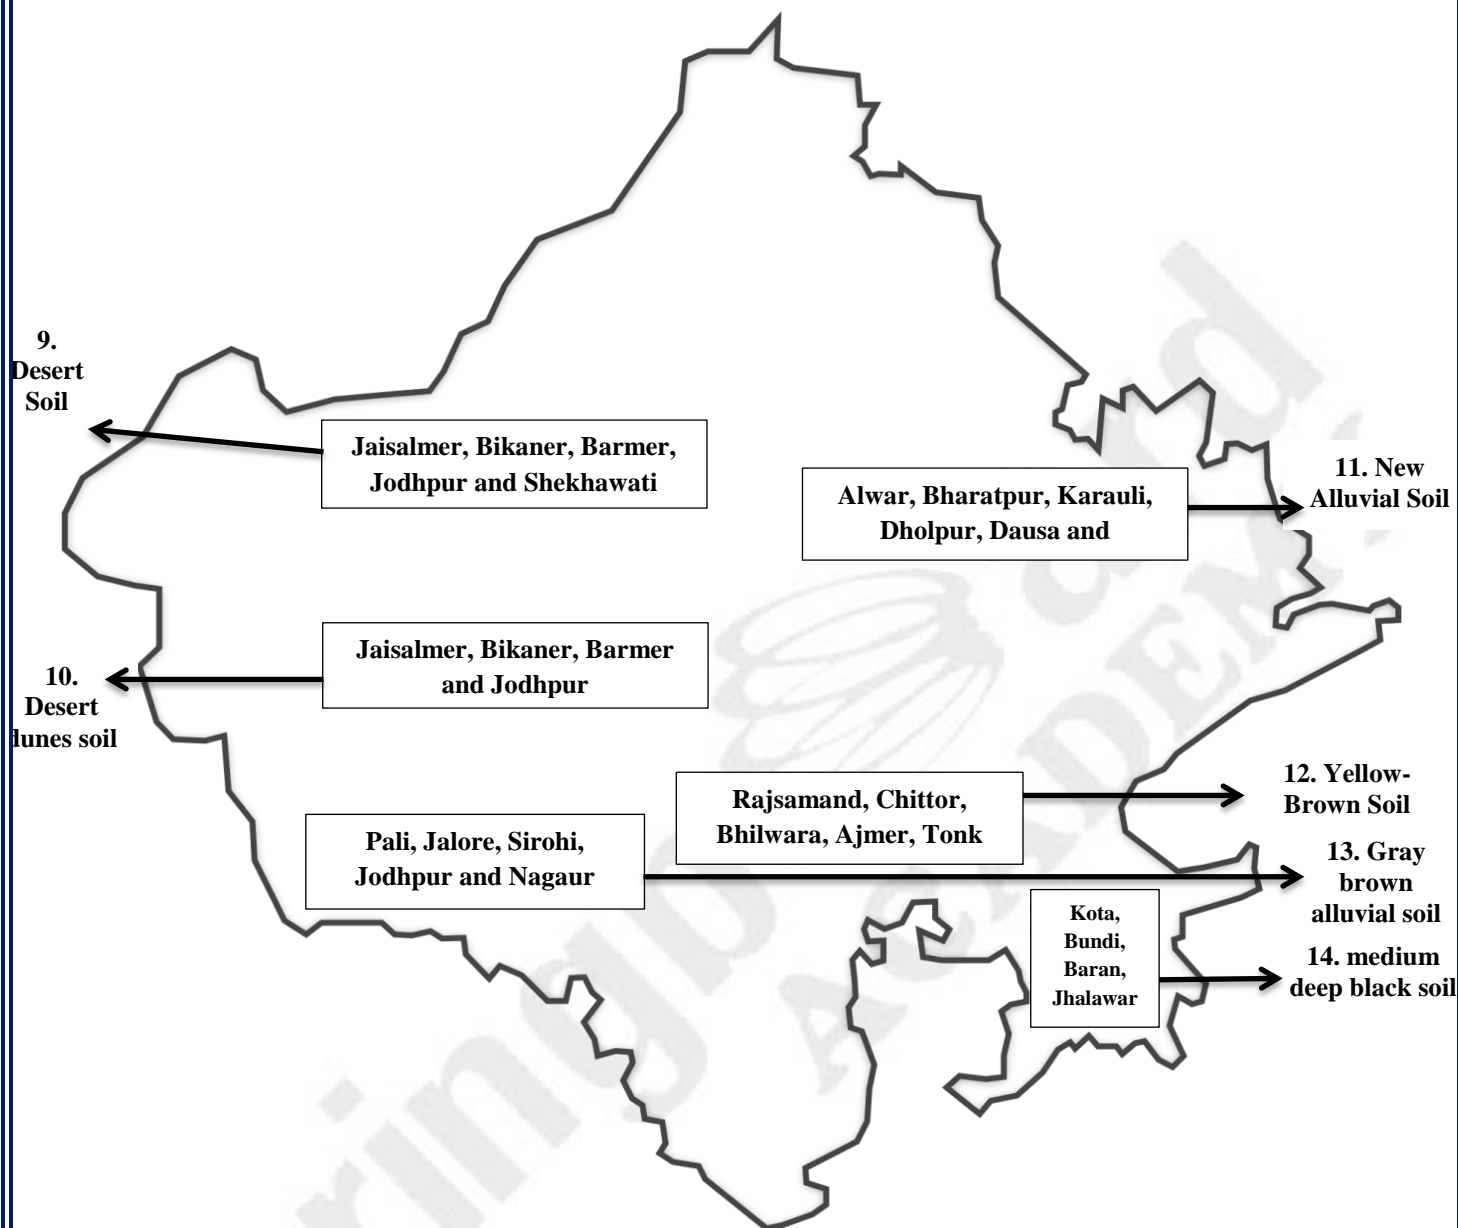 9.
Desert
Soil
Jaisalmer, Bikaner, Barmer,
Jodhpur and Shekhawati
Alwar, Bharatpur, Karauli,
Dholpur, Dausa and
11. New
Alluvial Soil
Jaisalmer, Bikaner, Barmer
and Jodhpur
10.
Desert
dunes soil
Rajsamand, Chittor,
Bhilwara, Ajmer, Tonk
12. Yellow-
Brown Soil
Pali, Jalore, Sirohi,
Jodhpur and Nagaur
13. Gray
brown
alluvial soil
Kota,
Bundi,
Baran,
Jhalawar
14. medium
deep black soil